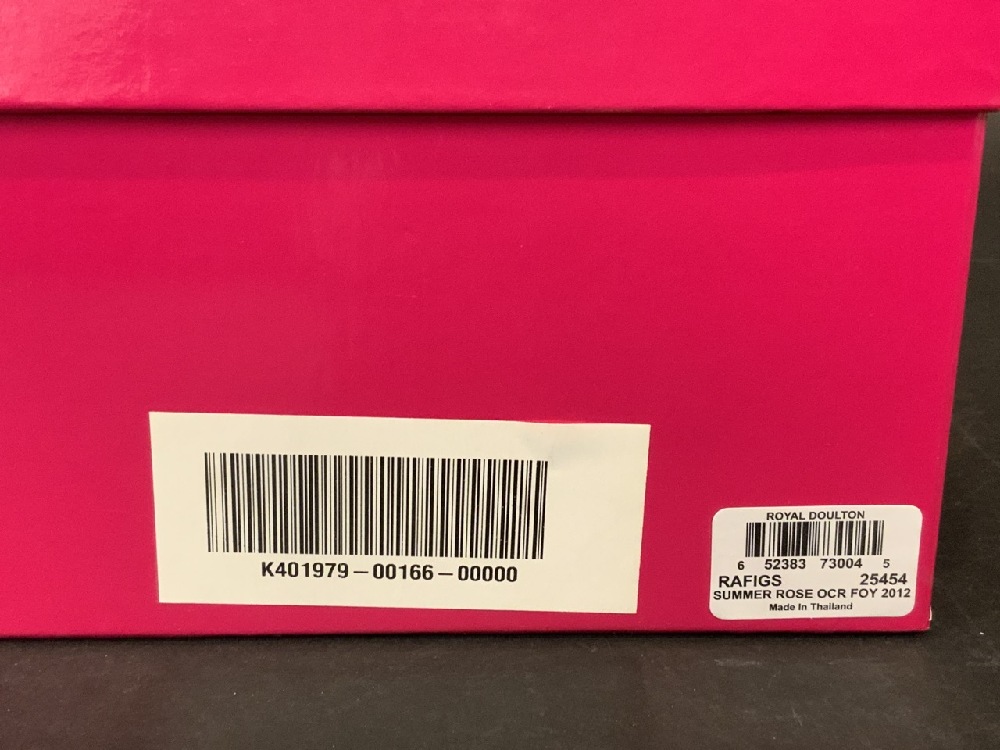 K401979-00166-00000
ROYAL DOULTON
6 52383 73004 5
RAFIGS 25454
SUMMER ROSE OCR FOY 2012
Made In Thailand